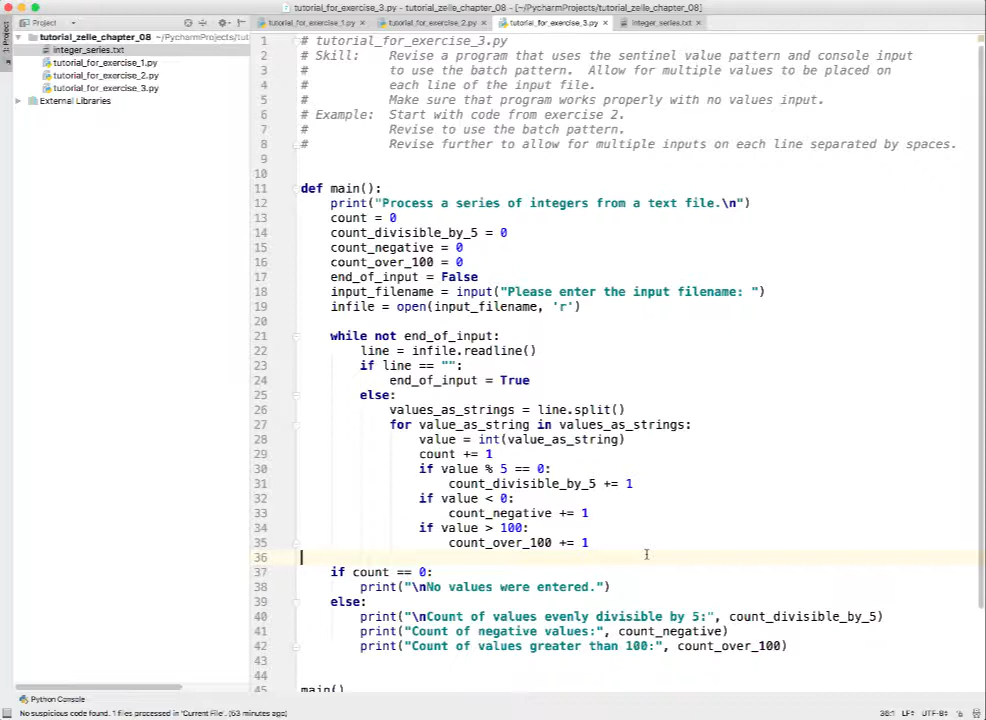 tutorial_for_exercise_3.py - tutorial_zelle_chapter_08 - [~/PycharmProjects/tutorial_zelle_chapter_08]
Project
tutorial_for_exercise_1.py
tutorial_for_exercise_2.py
tutorial_for_exercise_3.py
integer_series.txt
1: Project
tutorial_zelle_chapter_08 ~/PycharmProjects/tut
integer_series.txt
tutorial_for_exercise_1.py
tutorial_for_exercise_2.py
tutorial_for_exercise_3.py
External Libraries
1 # tutorial_for_exercise_3.py
2 # Skill:   Revise a program that uses the sentinel value pattern and console input
3 #          to use the batch pattern.  Allow for multiple values to be placed on
4 #          each line of the input file.
5 #          Make sure that program works properly with no values input.
6 # Example:  Start with code from exercise 2.
7 #          Revise to use the batch pattern.
8 #          Revise further to allow for multiple inputs on each line separated by spaces.
9
10
11 def main():
12     print("Process a series of integers from a text file.\n")
13     count = 0
14     count_divisible_by_5 = 0
15     count_negative = 0
16     count_over_100 = 0
17     end_of_input = False
18     input_filename = input("Please enter the input filename: ")
19     infile = open(input_filename, 'r')
20
21     while not end_of_input:
22         line = infile.readline()
23         if line == "":
24             end_of_input = True
25         else:
26             values_as_strings = line.split()
27             for value_as_string in values_as_strings:
28                 value = int(value_as_string)
29                 count += 1
30                 if value % 5 == 0:
31                     count_divisible_by_5 += 1
32                 if value < 0:
33                     count_negative += 1
34                 if value > 100:
35                     count_over_100 += 1
36
37     if count == 0:
38         print("\nNo values were entered.")
39     else:
40         print("\nCount of values evenly divisible by 5:", count_divisible_by_5)
41         print("Count of negative values:", count_negative)
42         print("Count of values greater than 100:", count_over_100)
43
44
45 main()
Python Console
No suspicious code found. 1 files processed in 'Current File'. (53 minutes ago)
36:1 LF÷ UTF-8÷